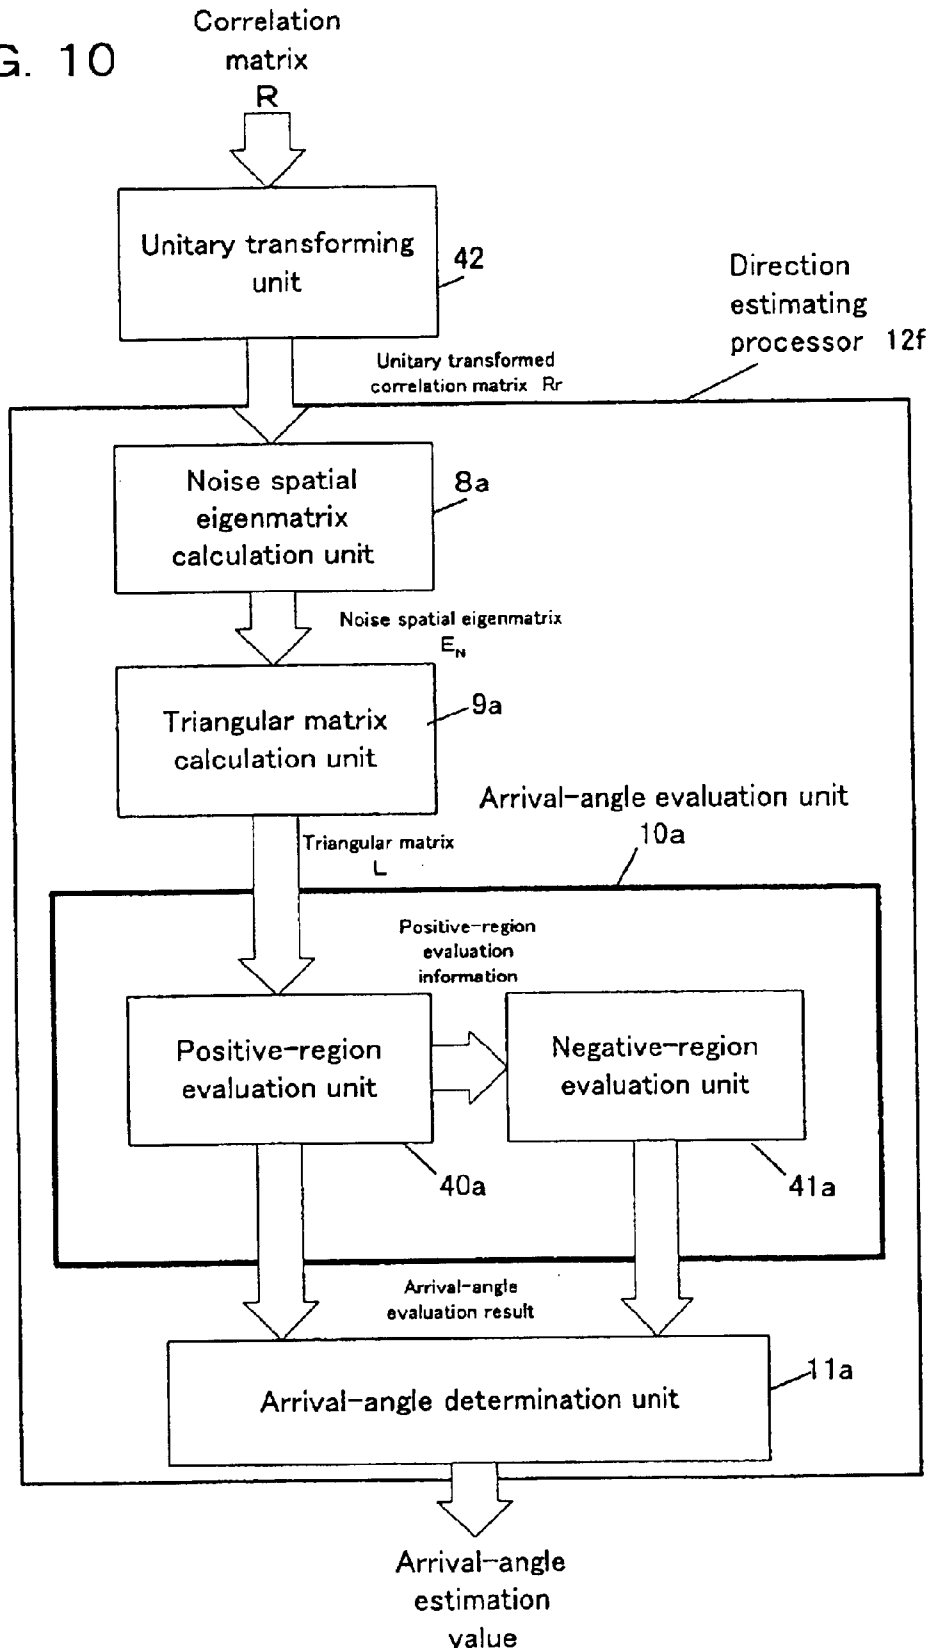 G. 10
Correlation
matrix
R
Unitary transforming
unit
42
Direction
estimating
processor 12f
Unitary transformed
correlation matrix Rr
Noise spatial
eigenmatrix
calculation unit
8a
Noise spatial eigenmatrix
EN
Triangular matrix
calculation unit
9a
Arrival-angle evaluation unit
10a
Triangular matrix
L
Positive-region
evaluation
information
Positive-region
evaluation unit
Negative-region
evaluation unit
40a
41a
Arrival-angle
evaluation result
Arrival-angle determination unit
11a
Arrival-angle
estimation
value